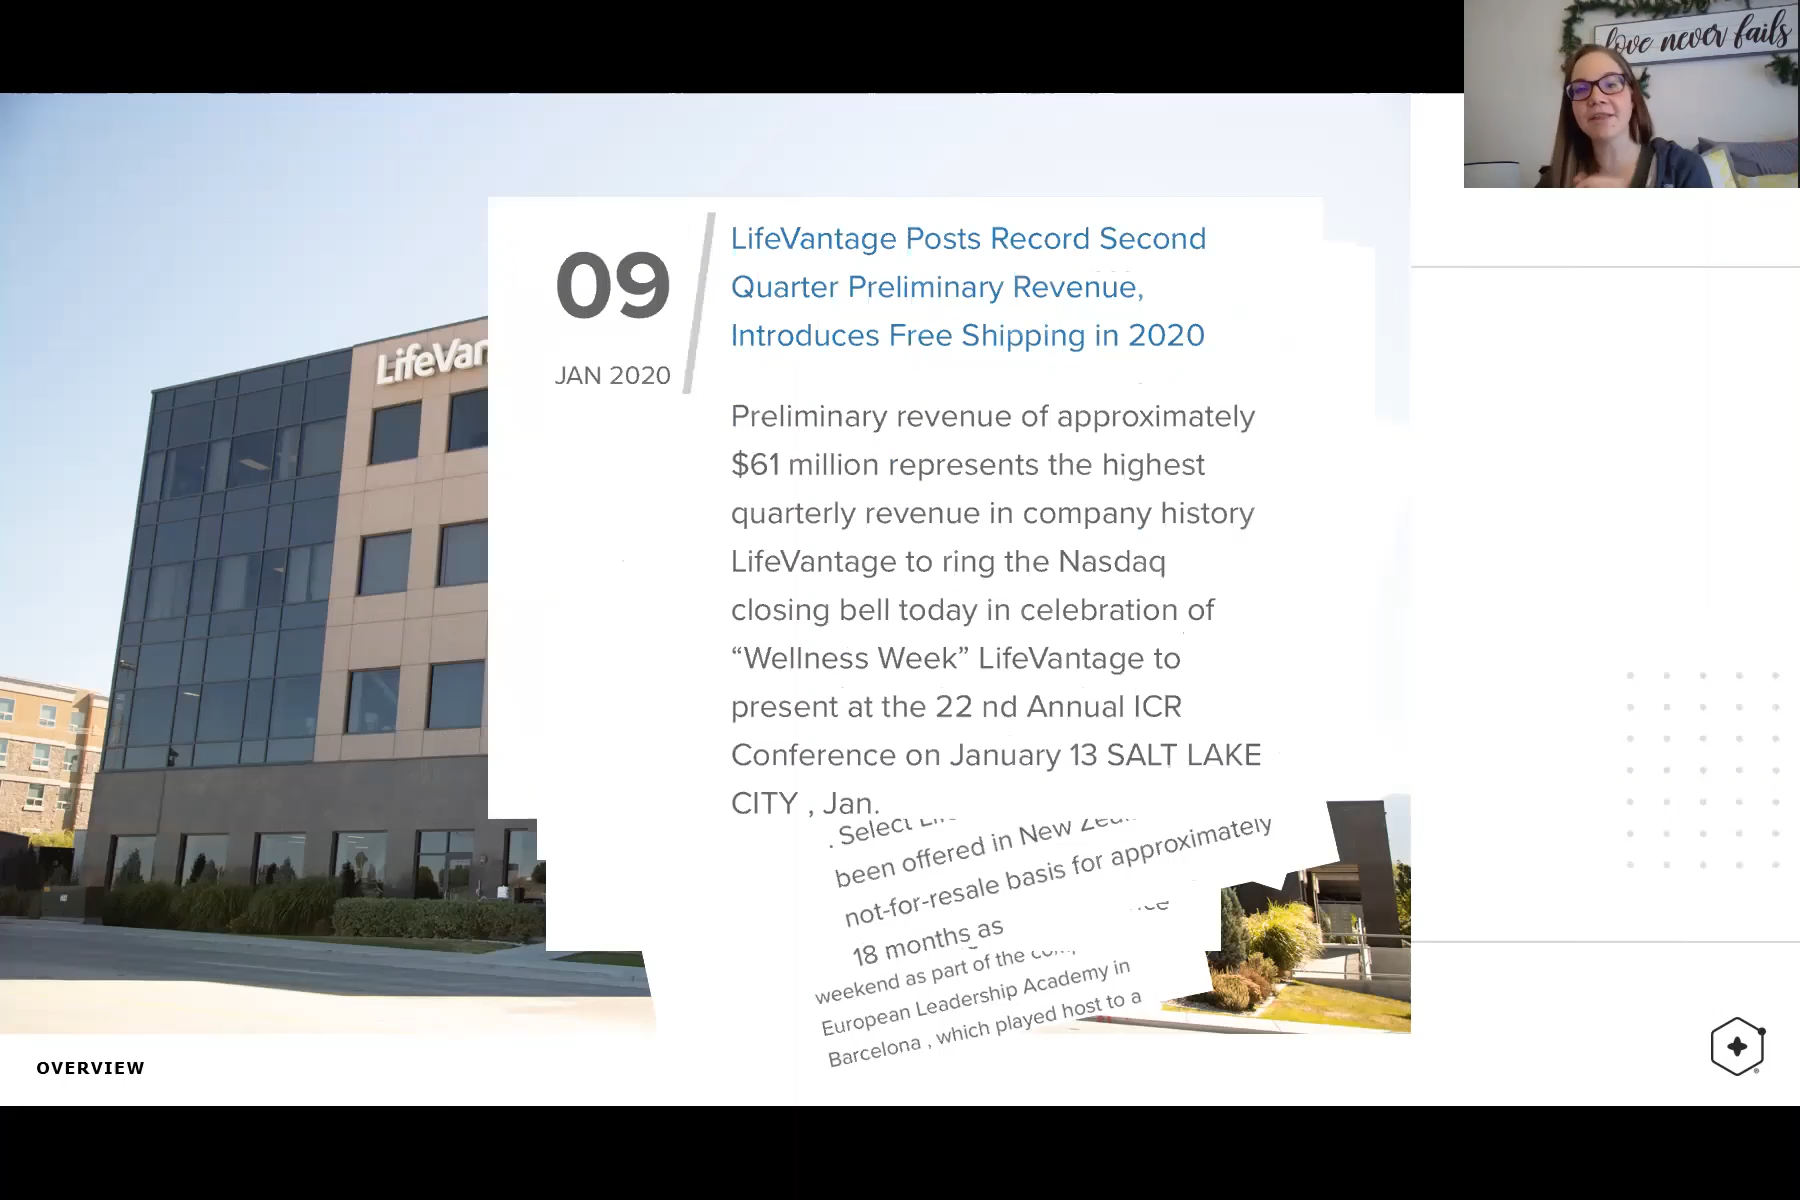 love never fails
LifeVan
09
JAN 2020
LifeVantage Posts Record Second
Quarter Preliminary Revenue,
Introduces Free Shipping in 2020
Preliminary revenue of approximately
$61 million represents the highest
quarterly revenue in company history
LifeVantage to ring the Nasdaq
closing bell today in celebration of
“Wellness Week” LifeVantage to
present at the 22 nd Annual ICR
Conference on January 13 SALT LAKE
CITY , Jan.
. Select
been offered in New
not-for-resale basis for approximately
18 months as
weekend as part of the
European Leadership Academy in
Barcelona , which played host to a
OVERVIEW